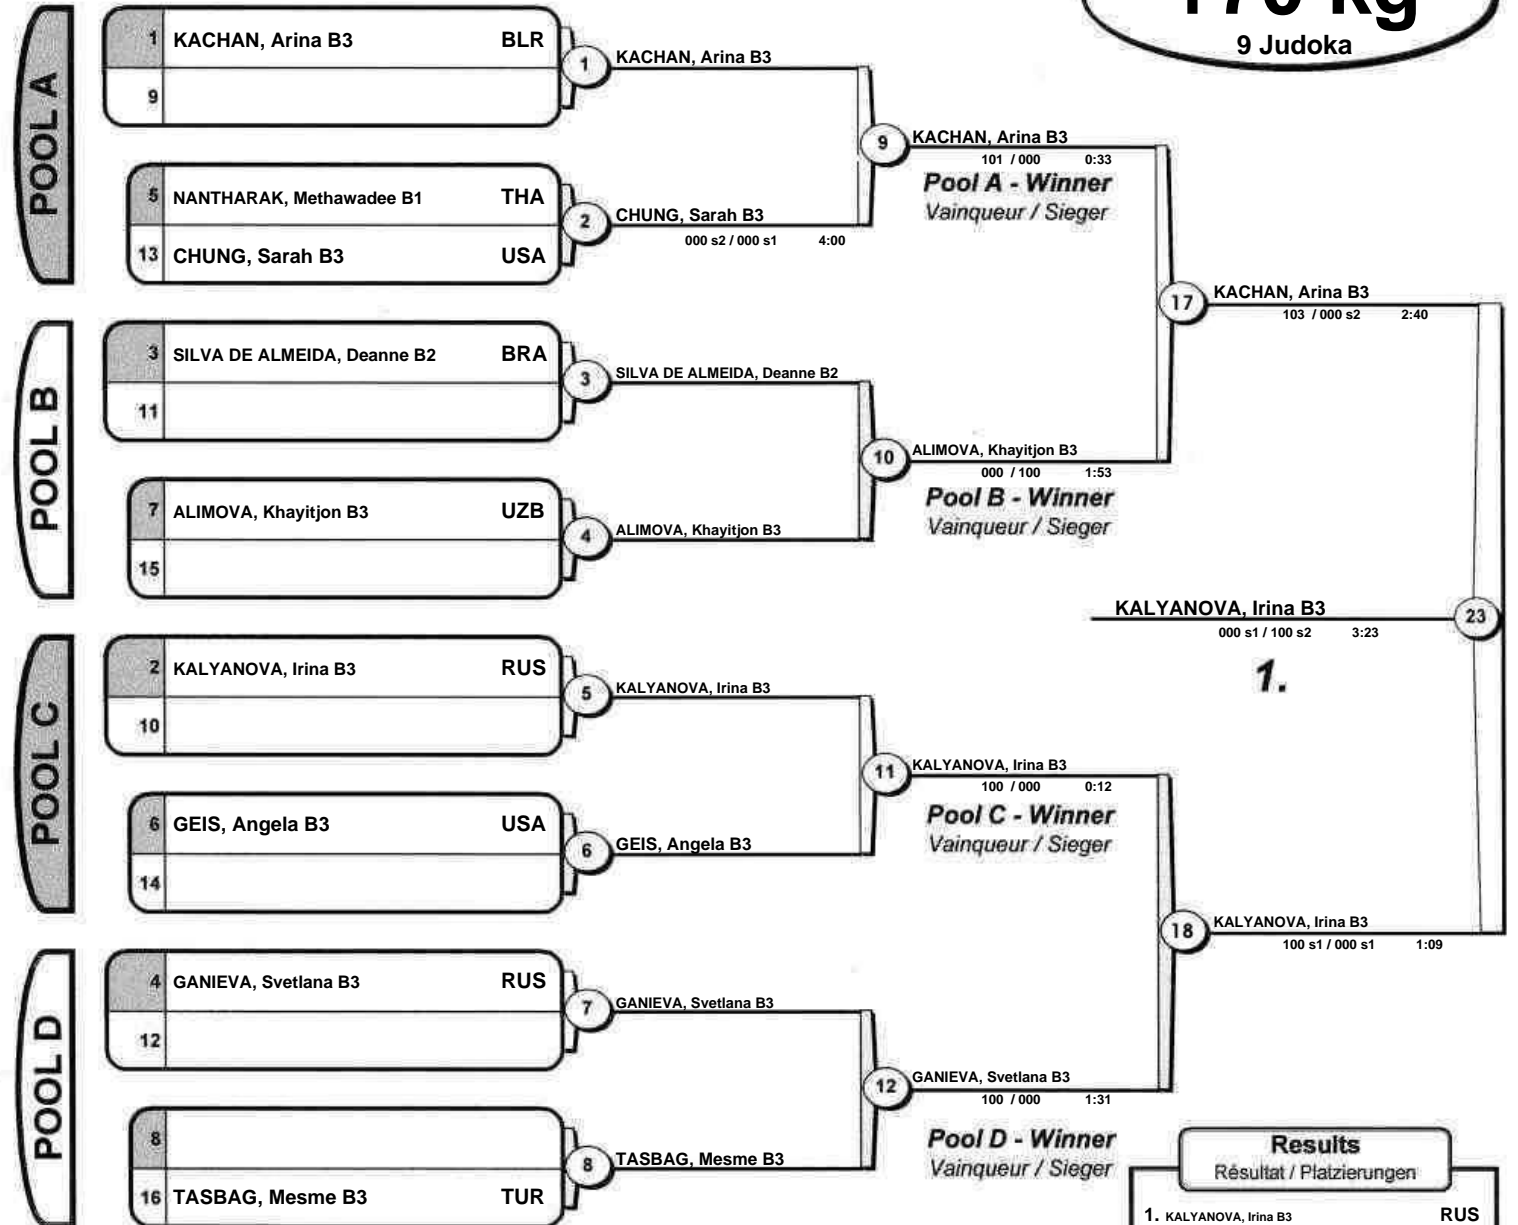 170 kg
9 Judoka
POOL A
1 KACHAN, Arina B3 BLR
9
1
KACHAN, Arina B3
5 NANTHARAK, Methawadee B1 THA
13 CHUNG, Sarah B3 USA
2
CHUNG, Sarah B3
000 s2 / 000 s1 4:00
9
KACHAN, Arina B3
101 / 000 0:33
Pool A - Winner
Vainqueur / Sieger
POOL B
3 SILVA DE ALMEIDA, Deanne B2 BRA
11
3
SILVA DE ALMEIDA, Deanne B2
7 ALIMOVA, Khayitjon B3 UZB
15
4
ALIMOVA, Khayitjon B3
10
ALIMOVA, Khayitjon B3
000 / 100 1:53
Pool B - Winner
Vainqueur / Sieger
17
KACHAN, Arina B3
103 / 000 s2 2:40
KALYANOVA, Irina B3
000 s1 / 100 s2 3:23
23
1.
POOL C
2 KALYANOVA, Irina B3 RUS
10
5
KALYANOVA, Irina B3
6 GEIS, Angela B3 USA
14
6
GEIS, Angela B3
11
KALYANOVA, Irina B3
100 / 000 0:12
Pool C - Winner
Vainqueur / Sieger
18
KALYANOVA, Irina B3
100 s1 / 000 s1 1:09
POOL D
4 GANIEVA, Svetlana B3 RUS
12
7
GANIEVA, Svetlana B3
8
16 TASBAG, Mesme B3 TUR
8
TASBAG, Mesme B3
12
GANIEVA, Svetlana B3
100 / 000 1:31
Pool D - Winner
Vainqueur / Sieger
Results
Résultat / Platzierungen
1. KALYANOVA, Irina B3 RUS